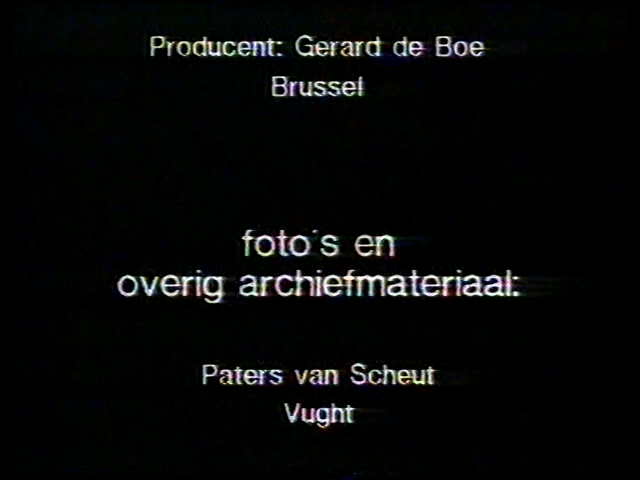 Producent: Gerard de Boe
Brussel
foto's en
overig archiefmateriaal:
Paters van Scheut
Vught